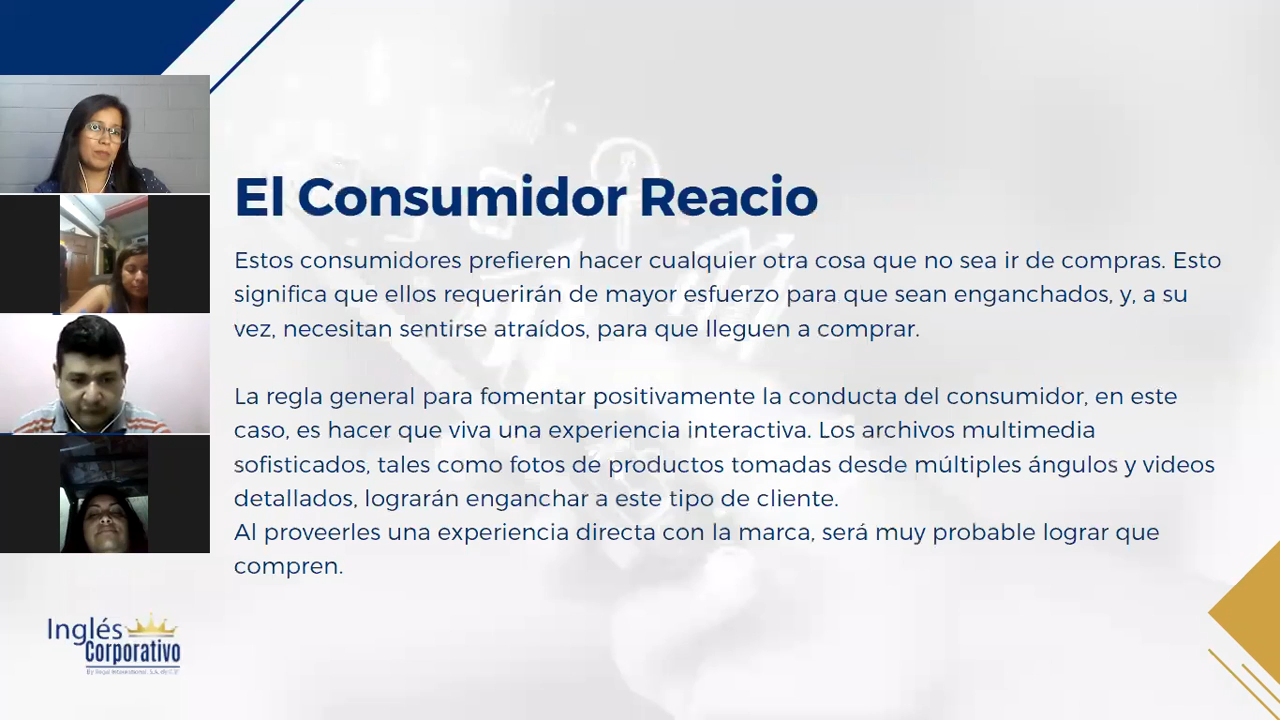 El Consumidor Reacio
Estos consumidores prefieren hacer cualquier otra cosa que no sea ir de compras. Esto
significa que ellos requerirán de mayor esfuerzo para que sean enganchados, y, a su
vez, necesitan sentirse atraídos, para que lleguen a comprar.
La regla general para fomentar positivamente la conducta del consumidor, en este
caso, es hacer que viva una experiencia interactiva. Los archivos multimedia
sofisticados, tales como fotos de productos tomadas desde múltiples ángulos y videos
detallados, lograrán enganchar a este tipo de cliente.
Al proveerles una experiencia directa con la marca, será muy probable lograr que
compren.
Inglés
Corporativo